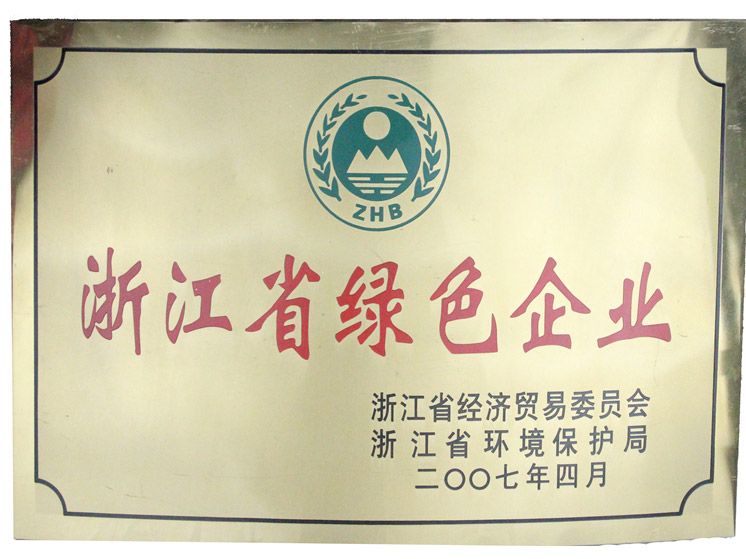 ZHB
浙江省绿色企业
浙江省经济贸易委员会
浙江省环境保护局
二〇〇七年四月